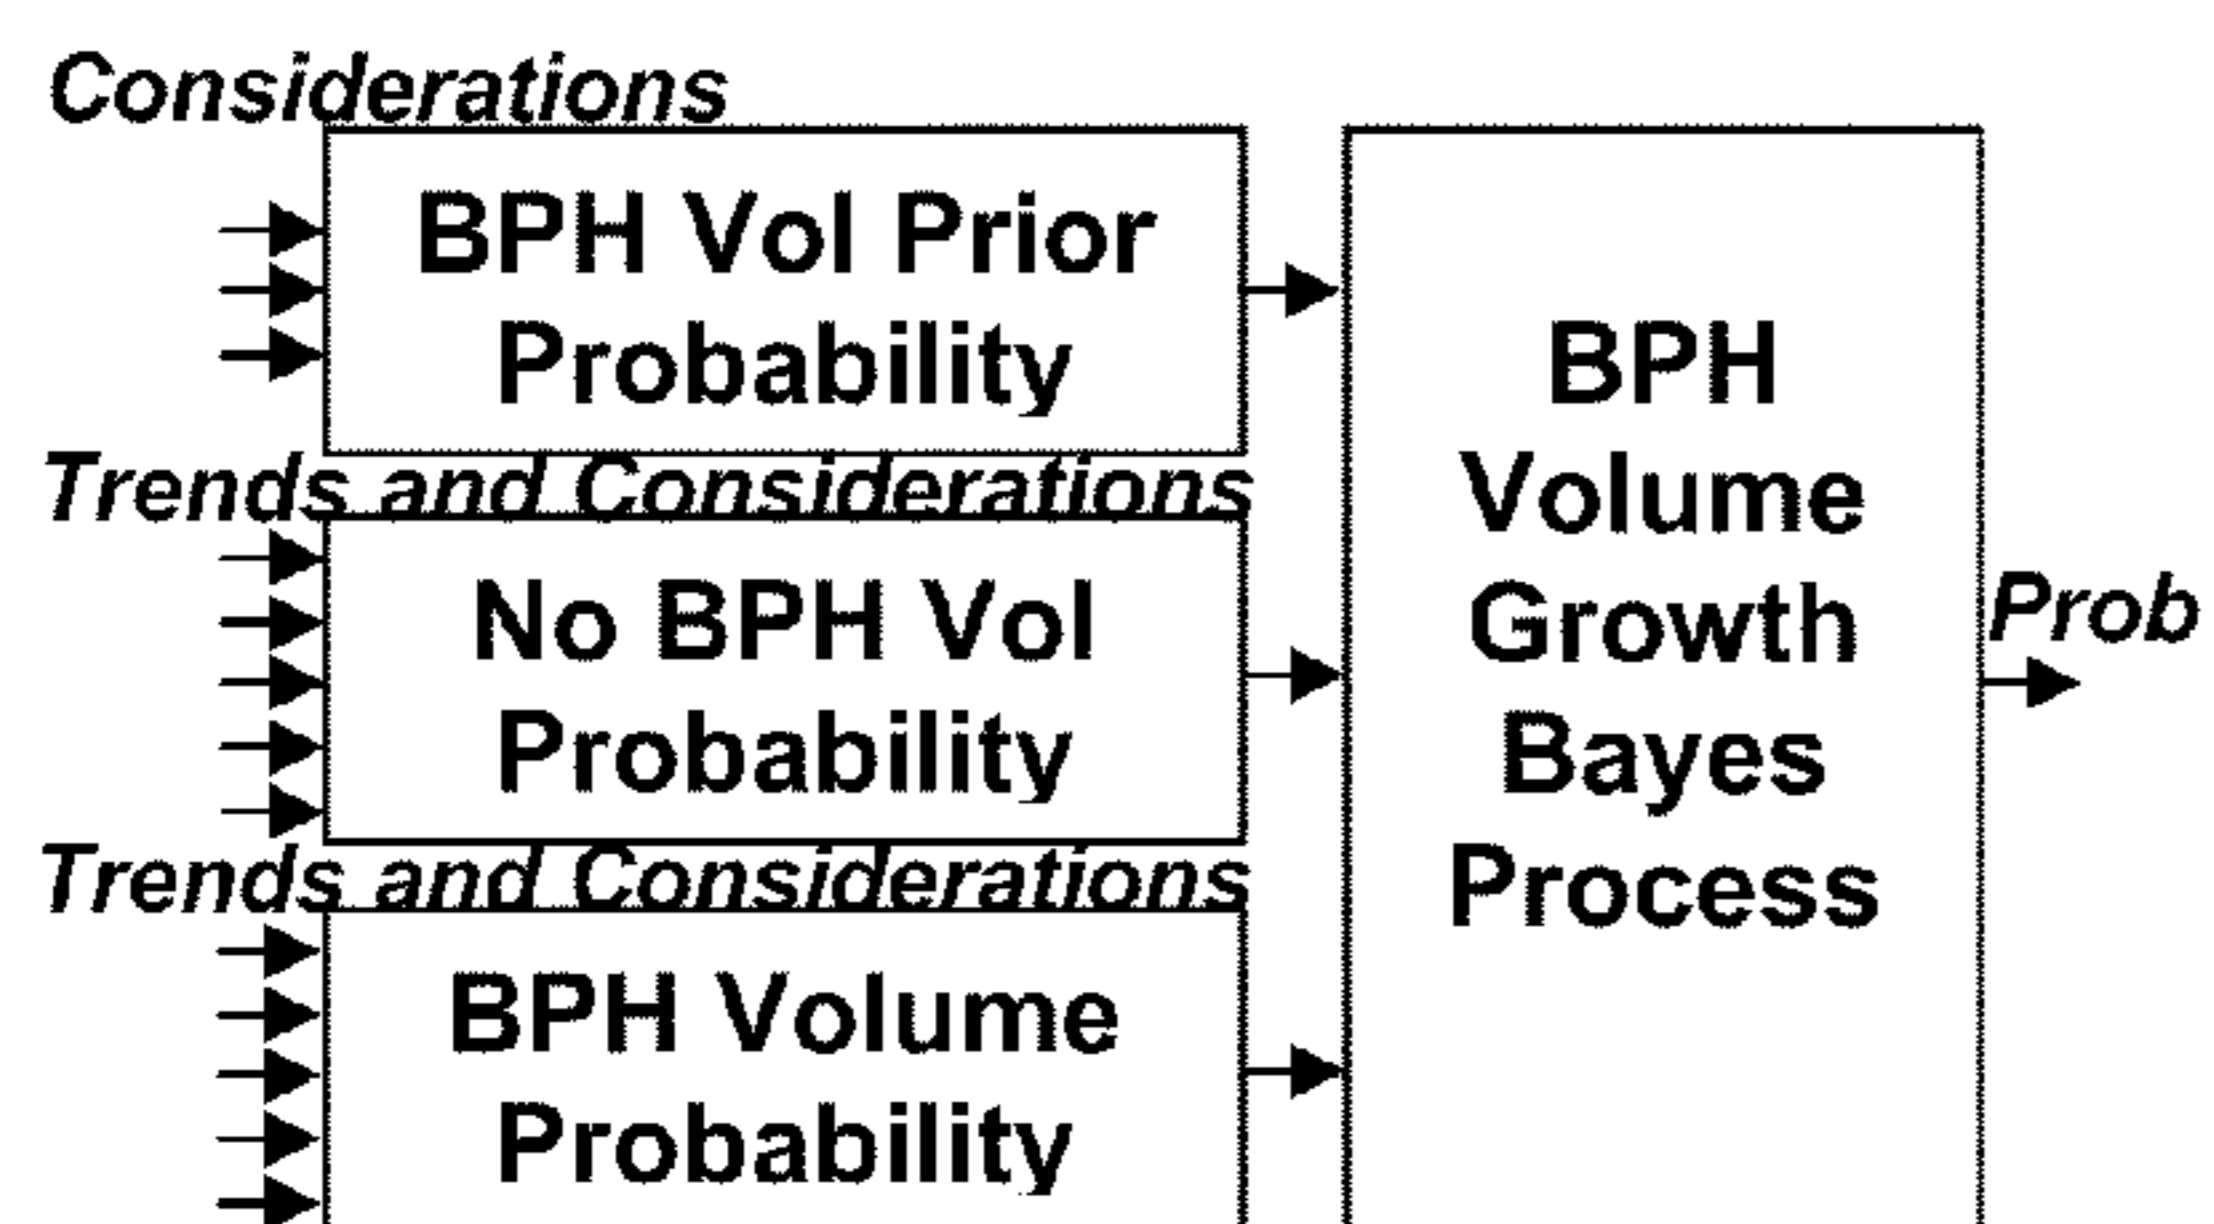 Considerations
BPH Vol Prior
Probability
Trends and Considerations
No BPH Vol
Probability
Trends and Considerations
BPH Volume
Probability
BPH
Volume
Growth
Bayes
Process
Prob